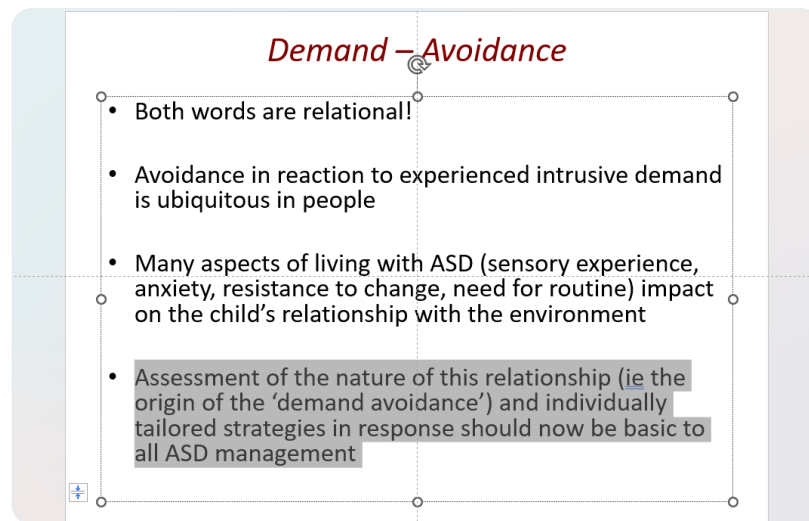 Demand – Avoidance
• Both words are relational!
• Avoidance in reaction to experienced intrusive demand
is ubiquitous in people
• Many aspects of living with ASD (sensory experience,
anxiety, resistance to change, need for routine) impact
on the child’s relationship with the environment
• Assessment of the nature of this relationship (ie the
origin of the ‘demand avoidance’) and individually
tailored strategies in response should now be basic to
all ASD management